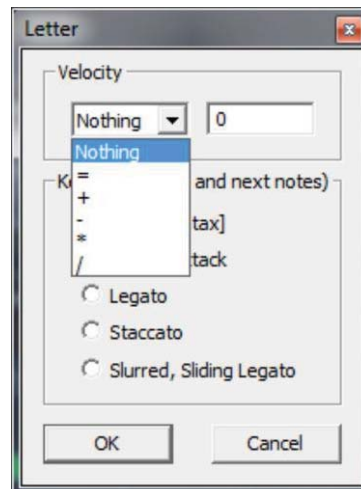 Letter
Velocity
Nothing 0
Nothing
=
+
-
*
/
and next notes)
tax]
tack
Legato
Staccato
Slurred, Sliding Legato
OK Cancel